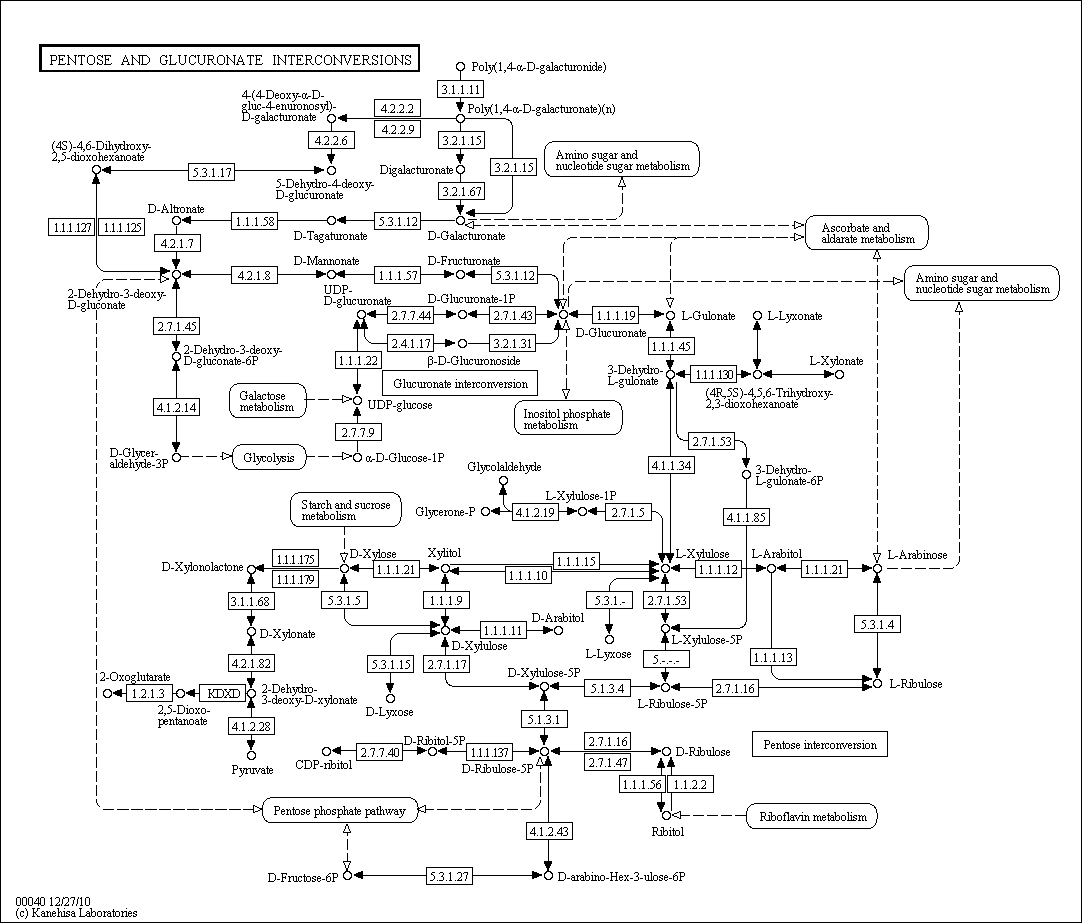 PENTOSE AND GLUCURONATE INTERCONVERSIONS
Poly(1,4-α-D-galacturonide)
3.1.1.11
4-(4-Deoxy-α-D-
gluc-4-enuronosyl)-
D-galacturonate
4.2.2.2
4.2.2.9
Poly(1,4-α-D-galacturonate)(n)
4.2.2.6
3.2.1.15
3.2.1.15
(4S)-4,6-Dihydroxy-
2,5-dioxohexanoate
5.3.1.17
5-Dehydro-4-deoxy-
D-glucuronate
Digalacturonate
3.2.1.67
Amino sugar and
nucleotide sugar metabolism
1.1.1.127
1.1.1.125
D-Altronate
1.1.1.58
D-Tagaturonate
5.3.1.12
D-Galacturonate
4.2.1.7
Ascorbate and
aldarate metabolism
2-Dehydro-3-deoxy-
D-gluconate
4.2.1.8
D-Mannonate
1.1.1.57
D-Fructuronate
5.3.1.12
Amino sugar and
nucleotide sugar metabolism
UDP-
D-glucuronate
2.7.7.44
D-Glucuronate-1P
2.7.1.43
D-Glucuronate
1.1.1.19
L-Gulonate
L-Lyxonate
2.7.1.45
2.4.1.17
β-D-Glucuronoside
3.2.1.31
1.1.1.45
2-Dehydro-3-deoxy-
D-gluconate-6P
1.1.1.22
Glucuronate interconversion
3-Dehydro-
L-gulonate
1.1.1.130
L-Xylonate
(4R,5S)-4,5,6-Trihydroxy-
2,3-dioxohexanoate
4.1.2.14
Galactose
metabolism
UDP-glucose
Inositol phosphate
metabolism
2.7.7.9
2.7.1.53
D-Glycer-
aldehyde-3P
Glycolysis
α-D-Glucose-1P
4.1.1.34
3-Dehydro-
L-gulonate-6P
Glycolaldehyde
Starch and sucrose
metabolism
Glycerone-P
4.1.2.19
L-Xylulose-1P
2.7.1.5
4.1.1.85
D-Xylonolactone
1.1.1.175
1.1.1.179
D-Xylose
1.1.1.21
Xylitol
1.1.1.15
1.1.1.10
L-Xylulose
1.1.1.12
L-Arabitol
1.1.1.21
L-Arabinose
3.1.1.68
5.3.1.5
1.1.1.9
5.3.1.-
2.7.1.53
D-Xylonate
D-Xylulose
1.1.1.11
D-Arabitol
L-Lyxose
L-Xylulose-5P
5.3.1.4
4.2.1.82
5.3.1.15
2.7.1.17
5.-.-.-
1.1.1.13
2-Oxoglutarate
1.2.1.3
2,5-Dioxo-
pentanoate
KDXD
2-Dehydro-
3-deoxy-D-xylonate
D-Lyxose
D-Xylulose-5P
5.1.3.4
L-Ribulose-5P
2.7.1.16
L-Ribulose
4.1.2.28
5.1.3.1
Pyruvate
CDP-ribitol
2.7.7.40
D-Ribitol-5P
1.1.1.137
D-Ribulose-5P
2.7.1.16
2.7.1.47
D-Ribulose
Pentose interconversion
1.1.1.56
1.1.2.2
Pentose phosphate pathway
Ribitol
Riboflavin metabolism
4.1.2.43
D-Fructose-6P
5.3.1.27
D-arabino-Hex-3-ulose-6P
00040 12/27/10
(c) Kanehisa Laboratories